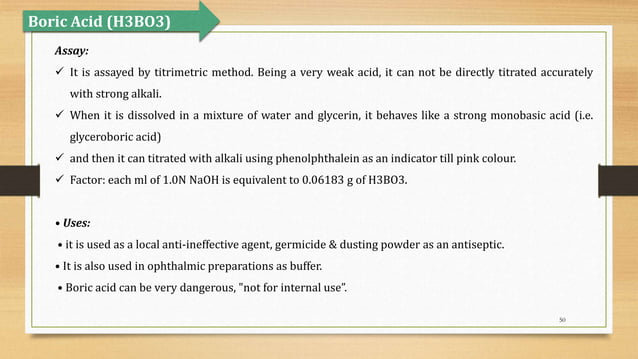 Boric Acid (H3BO3)
Assay:
✓ It is assayed by titrimetric method. Being a very weak acid, it can not be directly titrated accurately
with strong alkali.
✓ When it is dissolved in a mixture of water and glycerin, it behaves like a strong monobasic acid (i.e.
glyceroboric acid)
✓ and then it can titrated with alkali using phenolphthalein as an indicator till pink colour.
✓ Factor: each ml of 1.0N NaOH is equivalent to 0.06183 g of H3BO3.
• Uses:
• it is used as a local anti-ineffective agent, germicide & dusting powder as an antiseptic.
• It is also used in ophthalmic preparations as buffer.
• Boric acid can be very dangerous, "not for internal use”.
50